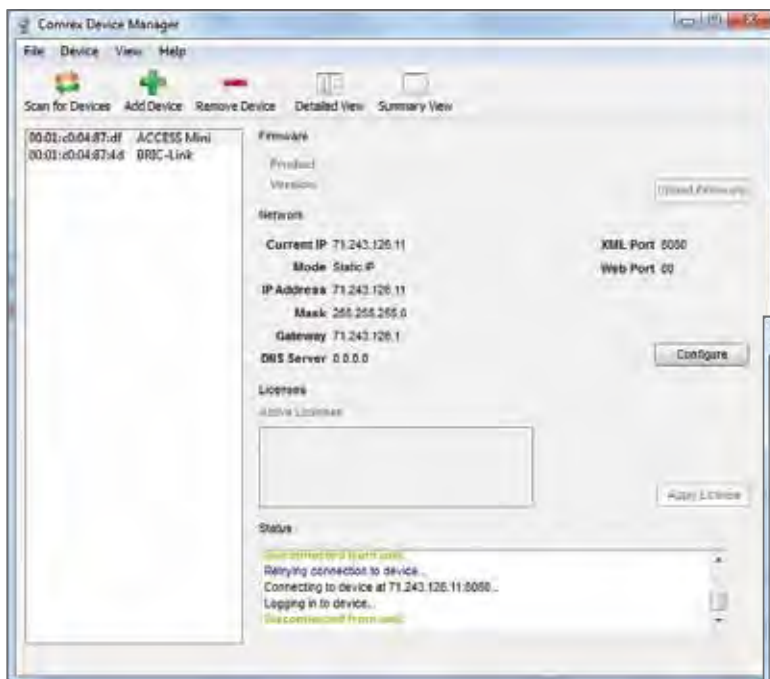 Comrex Device Manager
File Device View Help
Scan for Devices Add Device Remove Device Detailed View Summary View
00:01:c0:04:87:df ACCESS Mini
00:01:c0:04:87:4d BRIC-Link
Firmware
Product
Version
Upload Firmware
Network
Current IP 71.243.126.11
XML Port 8080
Mode Static IP
Web Port 80
IP Address 71.243.126.11
Mask 255.255.255.0
Gateway 71.243.126.1
DNS Server 0.0.0.0
Configure
Licenses
Active Licenses
Apply License
Status
Disconnected from unit.
Retrying connection to device...
Connecting to device at 71.243.126.11:8080...
Logging in to device...
Disconnected from unit.